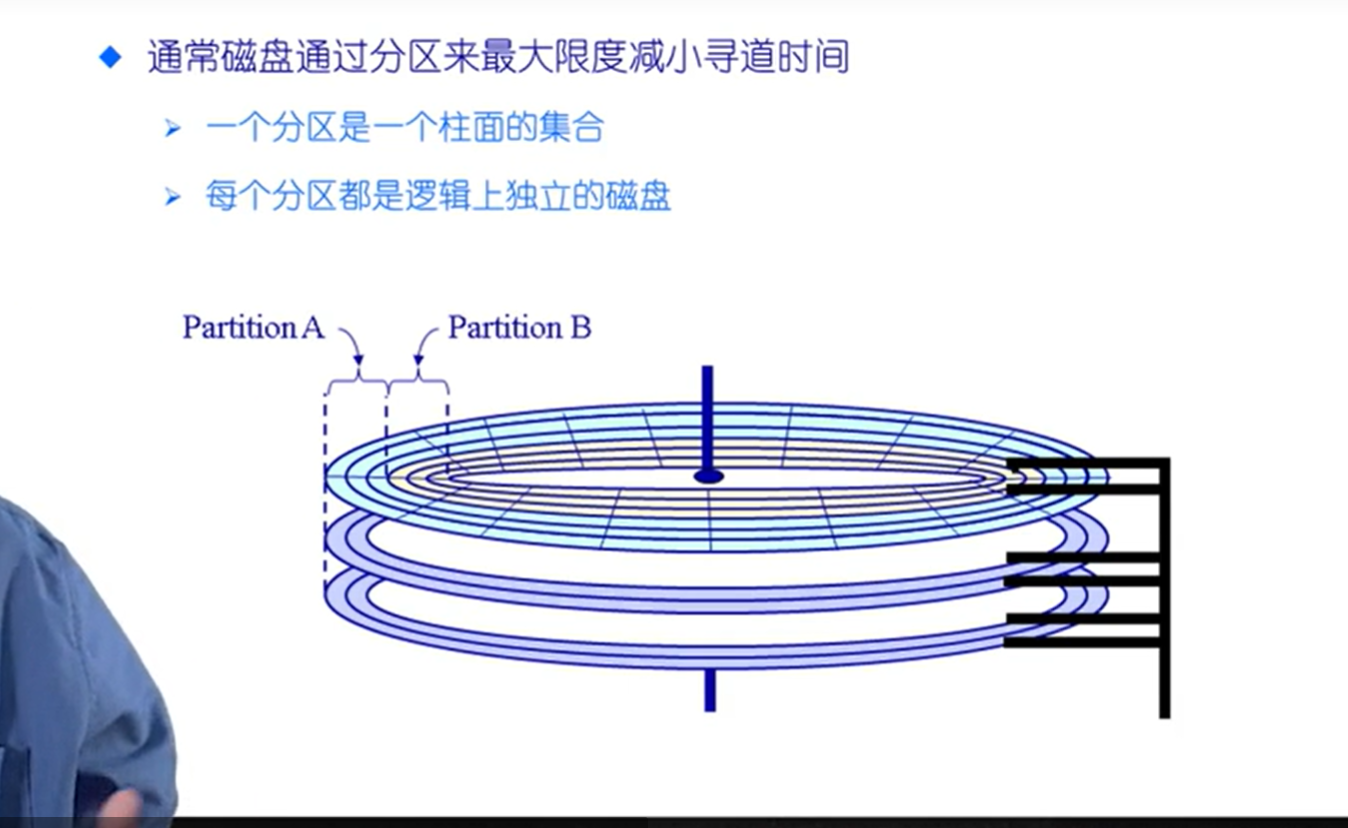 通常磁盘通过分区来最大限度减小寻道时间
一个分区是一个柱面的集合
每个分区都是逻辑上独立的磁盘
Partition A
Partition B